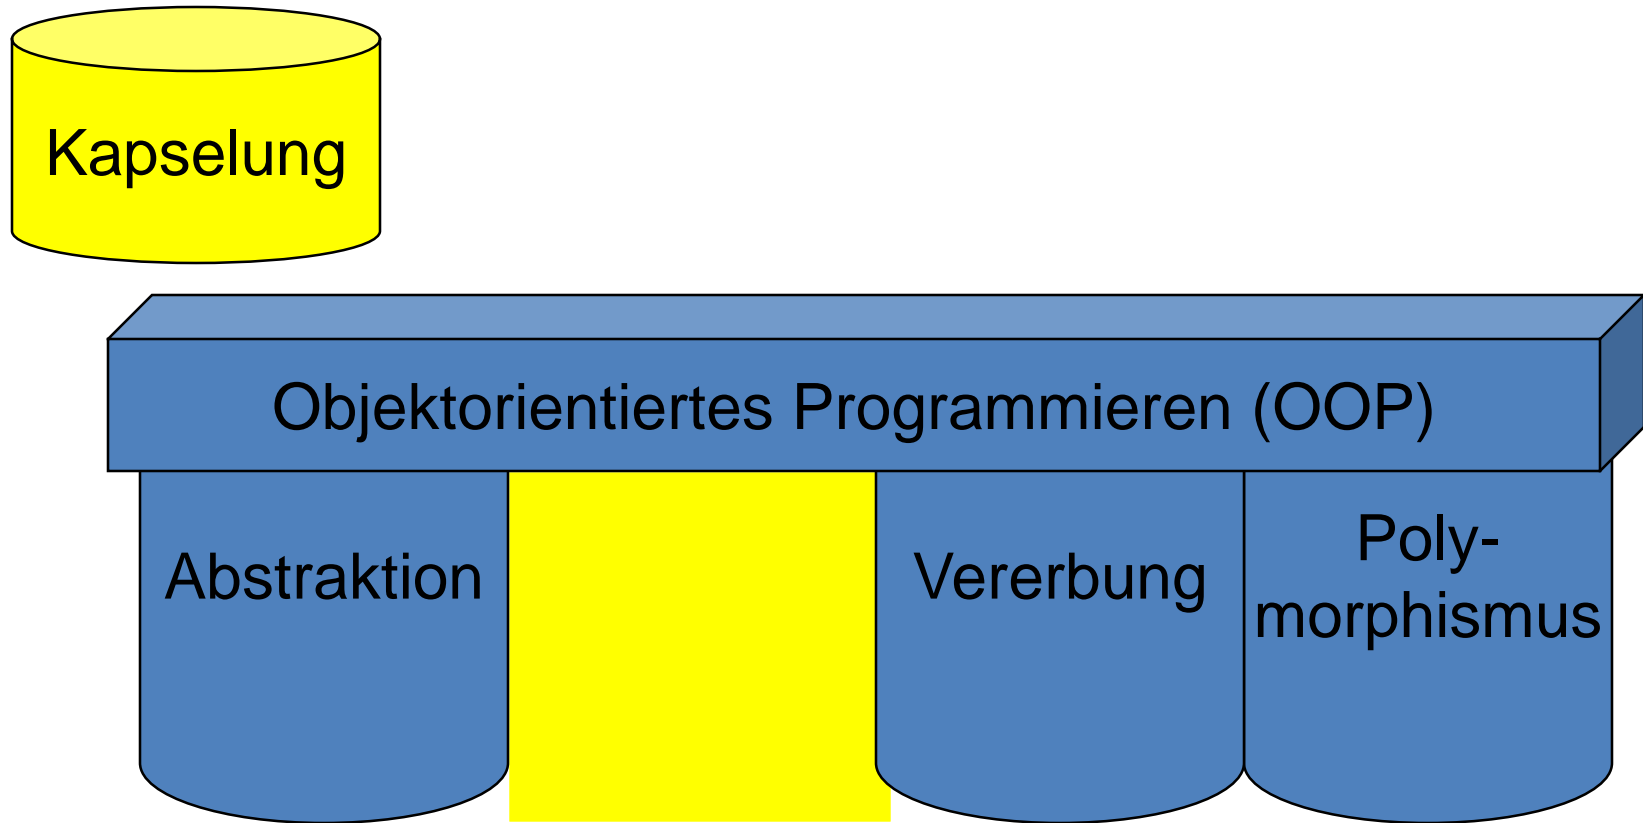 Kapselung
Objektorientiertes Programmieren (OOP)
Abstraktion
Vererbung
Poly-
morphismus